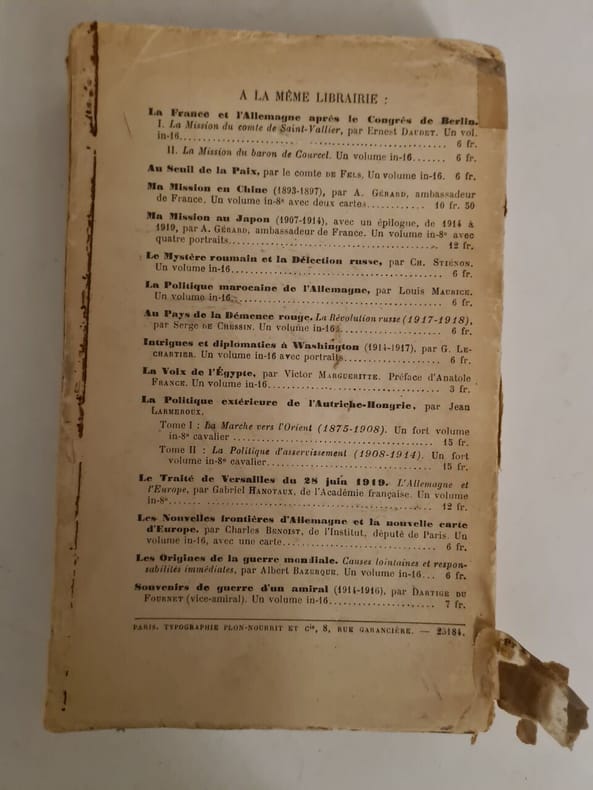 A LA MÊME LIBRAIRIE :
La France et l'Allemagne après le Congrès de Berlin.
I. La Mission du comte de Saint-Vallier, par Ernest DAUDET. Un vol.
in-16........................................ 6 fr.
II. La Mission du baron de Courcel. Un volume in-16....... 6 fr.
Au Seuil de la Paix, par le comte DE FELS. Un volume in-16. 6 fr.
Ma Mission en Chine (1893-1897), par A. GÉRARD, ambassadeur
de France. Un volume in-8° avec deux cartes............ 10 fr. 50
Ma Mission au Japon (1907-1914), avec un épilogue, de 1914 à
1919, par A. GÉRARD, ambassadeur de France. Un volume in-8° avec
quatre portraits........................................ 12 fr.
Le Mystère roumain et la Défection russe, par CH. STIÉNON.
Un volume in-16........................................ 6 fr.
La Politique marocaine de l'Allemagne, par Louis MAURICE.
Un volume in-16........................................ 6 fr.
Au Pays de la Démence rouge. La Révolution russe (1917-1918),
par Serge DE CHESSIN. Un volume in-16.................... 6 fr.
Intrigues et diplomaties à Washington (1914-1917), par G. LE-
CHARTIER. Un volume in-16 avec portraits................ 6 fr.
La Voix de l'Égypte, par Victor MARGUERITTE. Préface d'Anatole
FRANCE. Un volume in-16................................ 3 fr.
La Politique extérieure de l'Autriche-Hongrie, par Jean
LARMEROUX.
Tome I : La Marche vers l'Orient (1875-1908). Un fort volume
in-8° cavalier ........................................ 15 fr.
Tome II : La Politique d'asservissement (1908-1914). Un fort
volume in-8° cavalier.................................. 15 fr.
Le Traité de Versailles du 28 juin 1919. L'Allemagne et
l'Europe, par Gabriel HANOTAUX, de l'Académie française. Un volume
in-8°.................................................. 12 fr.
Les Nouvelles frontières d'Allemagne et la nouvelle carte
d'Europe, par Charles BENOIST, de l'Institut, député de Paris. Un
volume in-16, avec une carte............................ 6 fr.
Les Origines de la guerre mondiale. Causes lointaines et respon-
sabilités immédiates, par Albert BAZERQUE. Un volume in-16... 6 fr.
Souvenirs de guerre d'un amiral (1914-1916), par DARTIGE DU
FOURNET (vice-amiral). Un volume in-16.................. 7 fr.
PARIS. TYPOGRAPHIE PLON-NOURRIT ET Cie, 8, RUE GARANCIÈRE. — 25184.